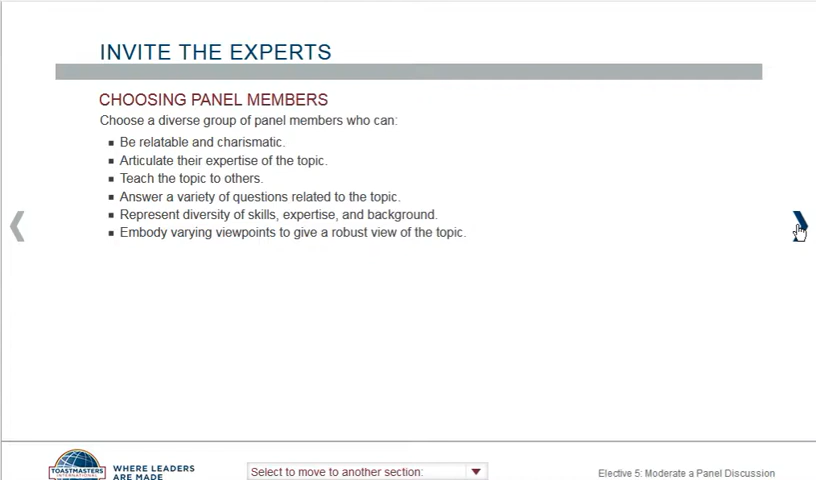 INVITE THE EXPERTS
CHOOSING PANEL MEMBERS
Choose a diverse group of panel members who can:
Be relatable and charismatic.
Articulate their expertise of the topic.
Teach the topic to others.
Answer a variety of questions related to the topic.
Represent diversity of skills, expertise, and background.
Embody varying viewpoints to give a robust view of the topic.
TOASTMASTERS
INTERNATIONAL
WHERE LEADERS
ARE MADE
Select to move to another section:
Elective 5: Moderate a Panel Discussion